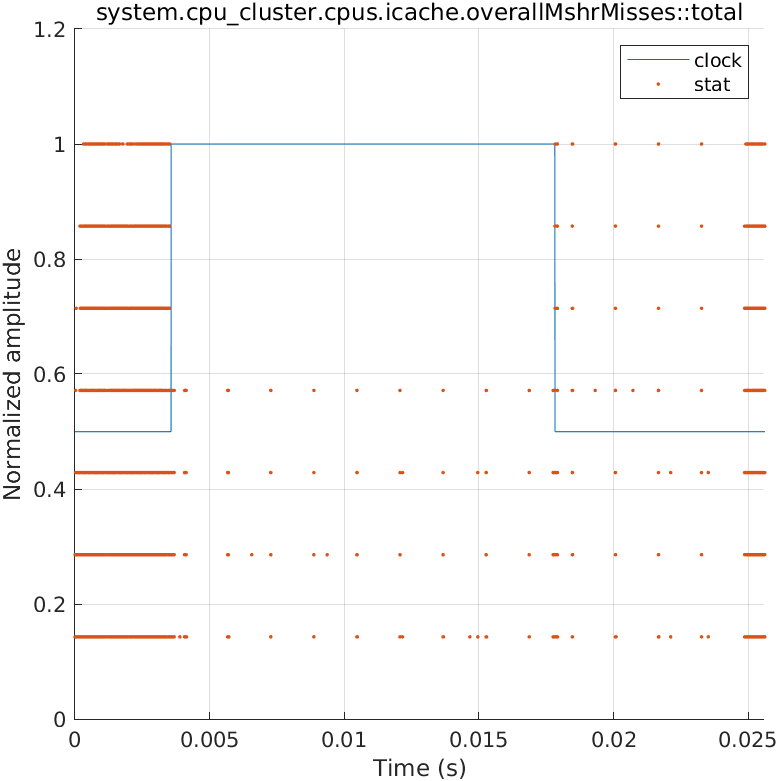 system.cpu_cluster.cpus.icache.overallMshrMisses::total
1.2
clock
stat
1
0.8
Normalized amplitude
0.6
0.4
0.2
0
0 0.005 0.01 0.015 0.02 0.025
Time (s)